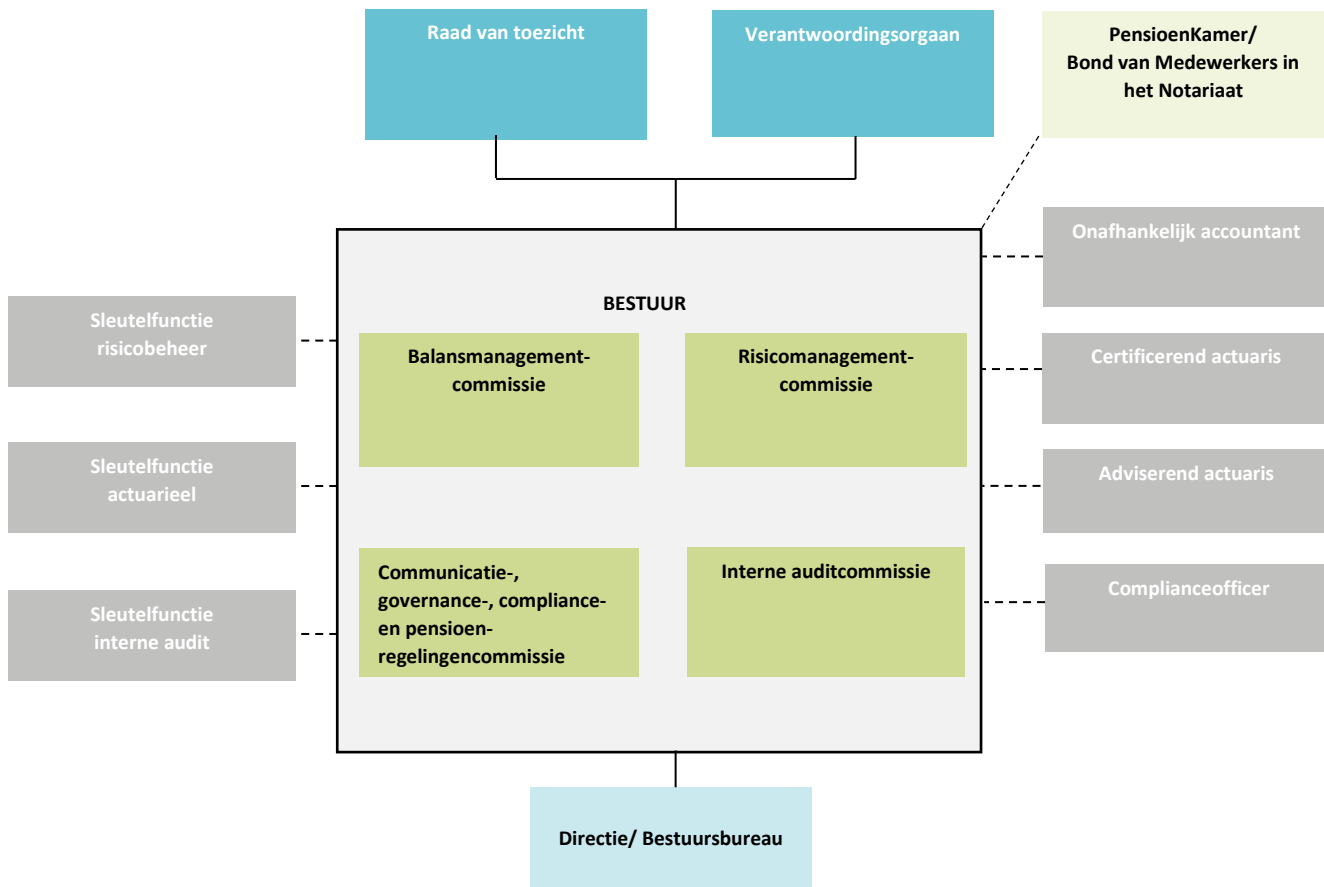 Raad van toezicht
Verantwoordingsorgaan
PensioenKamer/
Bond van Medewerkers in
het Notariaat
Onafhankelijk accountant
BESTUUR
Sleutelfunctie
risicobeheer
Balansmanagement-
commissie
Risicomanagement-
commissie
Certificerend actuaris
Sleutelfunctie
actuarieel
Adviserend actuaris
Communicatie-,
governance-, compliance-
en pensioen-
regelingencommissie
Interne auditcommissie
Complianceofficer
Sleutelfunctie
interne audit
Directie/ Bestuursbureau